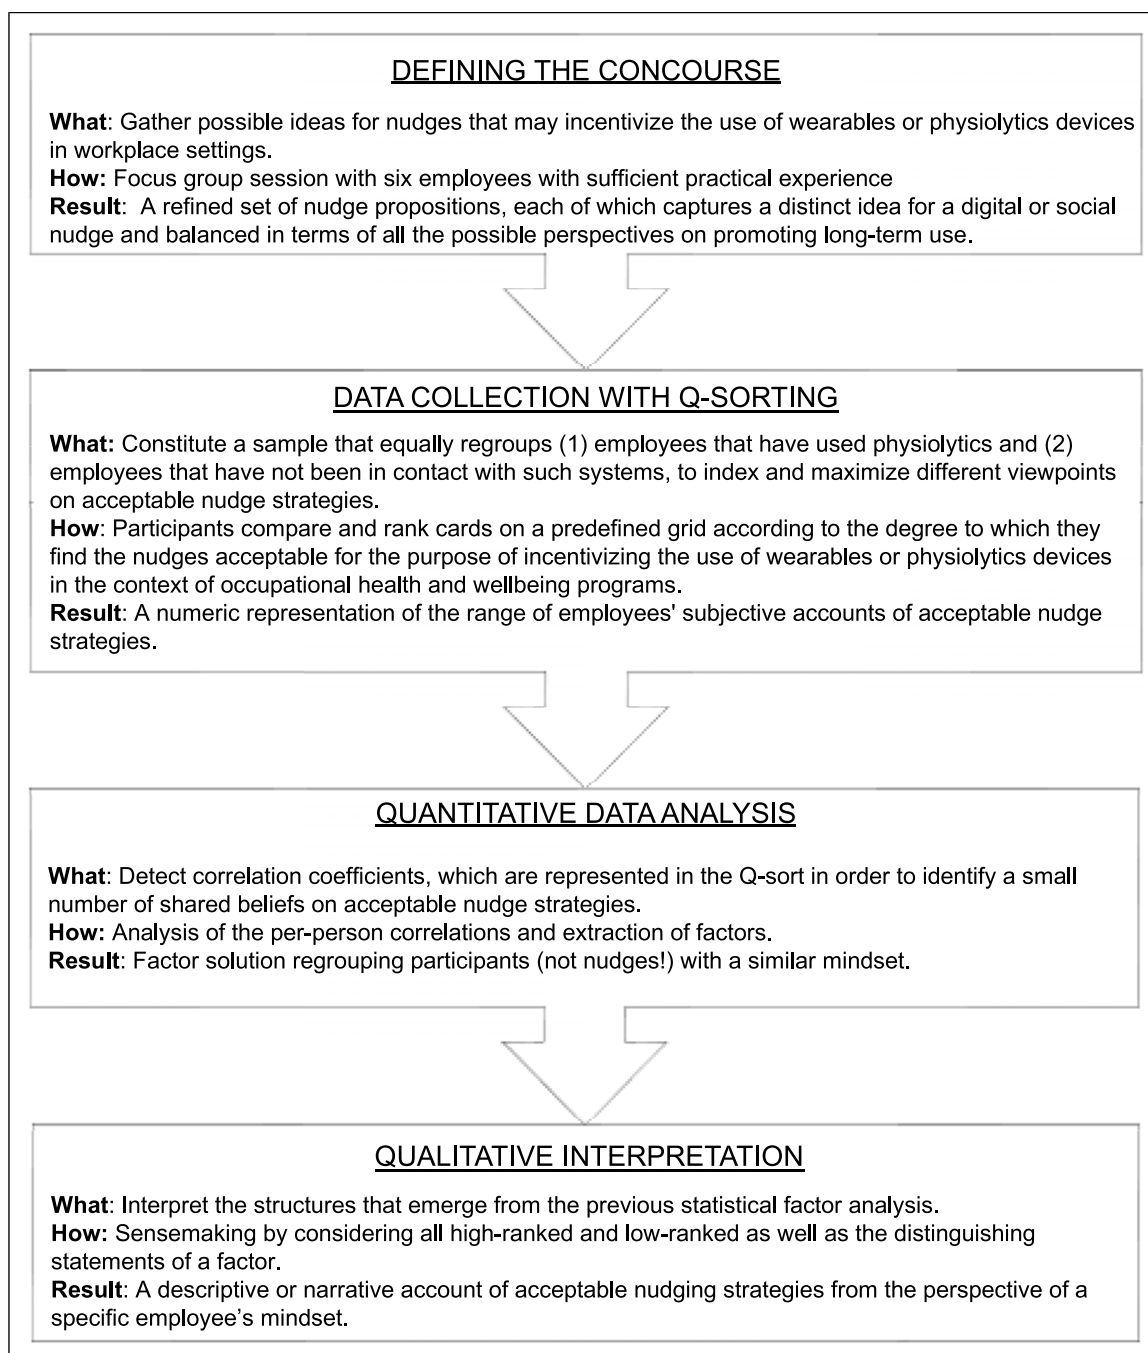 DEFINING THE CONCOURSE
What: Gather possible ideas for nudges that may incentivize the use of wearables or physiolytics devices
in workplace settings.
How: Focus group session with six employees with sufficient practical experience
Result:  A refined set of nudge propositions, each of which captures a distinct idea for a digital or social
nudge and balanced in terms of all the possible perspectives on promoting long-term use.
DATA COLLECTION WITH Q-SORTING
What: Constitute a sample that equally regroups (1) employees that have used physiolytics and (2)
employees that have not been in contact with such systems, to index and maximize different viewpoints
on acceptable nudge strategies.
How: Participants compare and rank cards on a predefined grid according to the degree to which they
find the nudges acceptable for the purpose of incentivizing the use of wearables or physiolytics devices
in the context of occupational health and wellbeing programs.
Result: A numeric representation of the range of employees' subjective accounts of acceptable nudge
strategies.
QUANTITATIVE DATA ANALYSIS
What: Detect correlation coefficients, which are represented in the Q-sort in order to identify a small
number of shared beliefs on acceptable nudge strategies.
How: Analysis of the per-person correlations and extraction of factors.
Result: Factor solution regrouping participants (not nudges!) with a similar mindset.
QUALITATIVE INTERPRETATION
What: Interpret the structures that emerge from the previous statistical factor analysis.
How: Sensemaking by considering all high-ranked and low-ranked as well as the distinguishing
statements of a factor.
Result: A descriptive or narrative account of acceptable nudging strategies from the perspective of a
specific employee’s mindset.